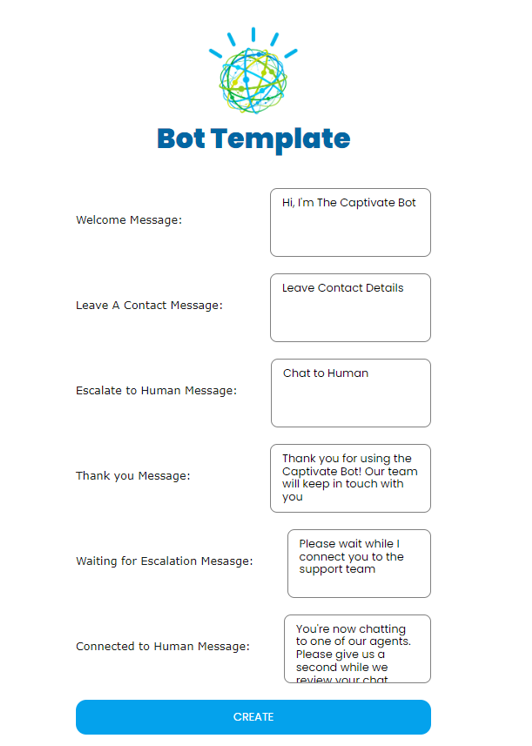 Bot Template
Welcome Message:
Hi, I'm The Captivate Bot
Leave A Contact Message:
Leave Contact Details
Escalate to Human Message:
Chat to Human
Thank you Message:
Thank you for using the
Captivate Bot! Our team
will keep in touch with
you
Waiting for Escalation Mesasge:
Please wait while I
connect you to the
support team
Connected to Human Message:
You're now chatting
to one of our agents.
Please give us a
second while we
review your chat
CREATE